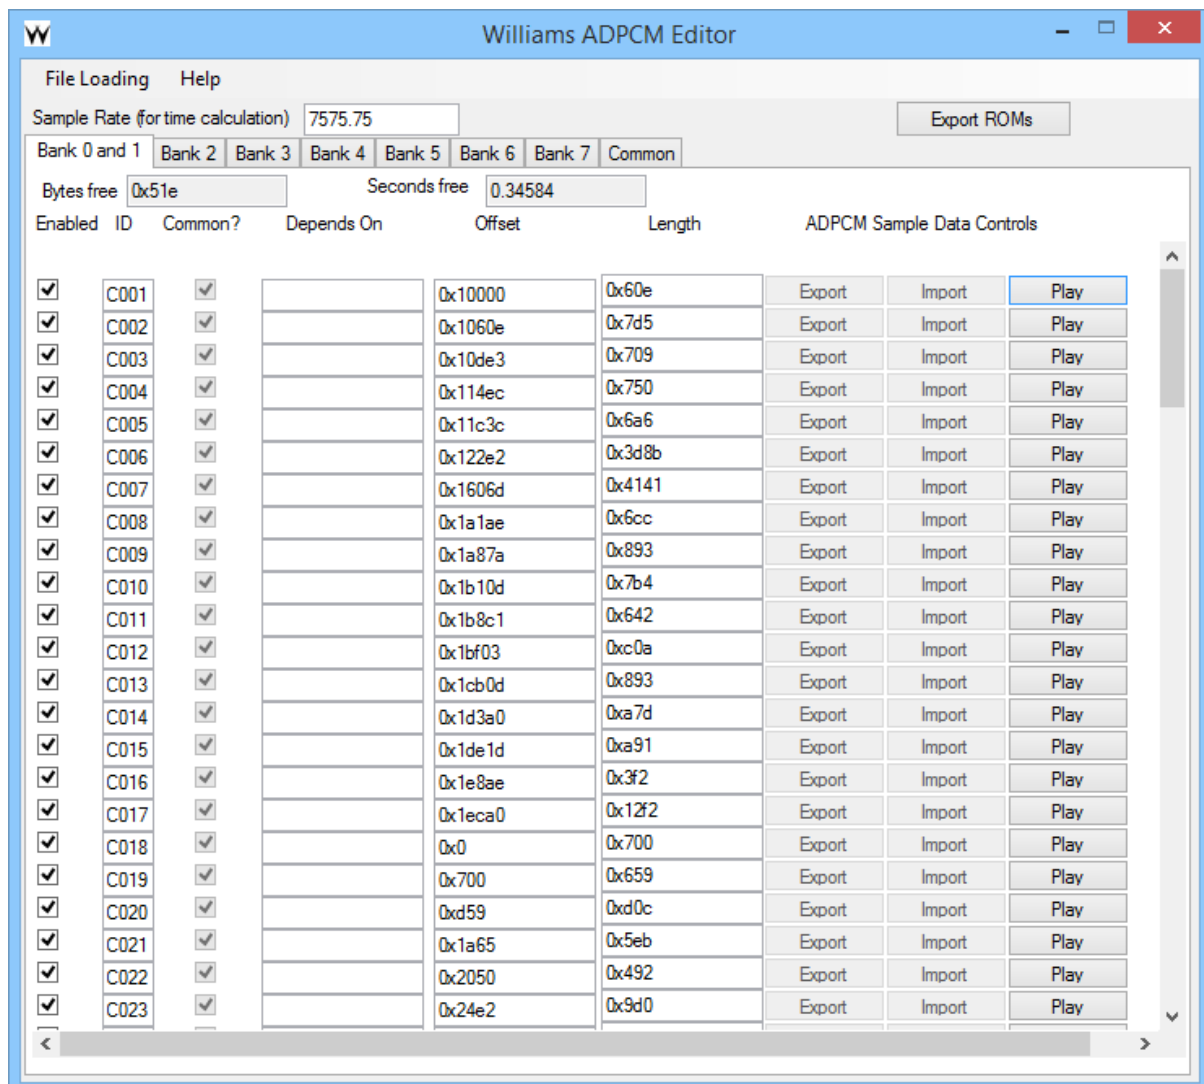 Williams ADPCM Editor
File Loading Help
Sample Rate (for time calculation) 7575.75 Export ROMs
Bank 0 and 1 Bank 2 Bank 3 Bank 4 Bank 5 Bank 6 Bank 7 Common
Bytes free 0x51e Seconds free 0.34584
Enabled ID Common? Depends On Offset Length ADPCM Sample Data Controls
C001 0x10000 0x60e Export Import Play
C002 0x1060e 0x7d5 Export Import Play
C003 0x10de3 0x709 Export Import Play
C004 0x114ec 0x750 Export Import Play
C005 0x11c3c 0x6a6 Export Import Play
C006 0x122e2 0x3d8b Export Import Play
C007 0x1606d 0x4141 Export Import Play
C008 0x1a1ae 0x6cc Export Import Play
C009 0x1a87a 0x893 Export Import Play
C010 0x1b10d 0x7b4 Export Import Play
C011 0x1b8c1 0x642 Export Import Play
C012 0x1bf03 0xc0a Export Import Play
C013 0x1cb0d 0x893 Export Import Play
C014 0x1d3a0 0xa7d Export Import Play
C015 0x1de1d 0xa91 Export Import Play
C016 0x1e8ae 0x3f2 Export Import Play
C017 0x1eca0 0x12f2 Export Import Play
C018 0x0 0x700 Export Import Play
C019 0x700 0x659 Export Import Play
C020 0xd59 0xd0c Export Import Play
C021 0x1a65 0x5eb Export Import Play
C022 0x2050 0x492 Export Import Play
C023 0x24e2 0x9d0 Export Import Play